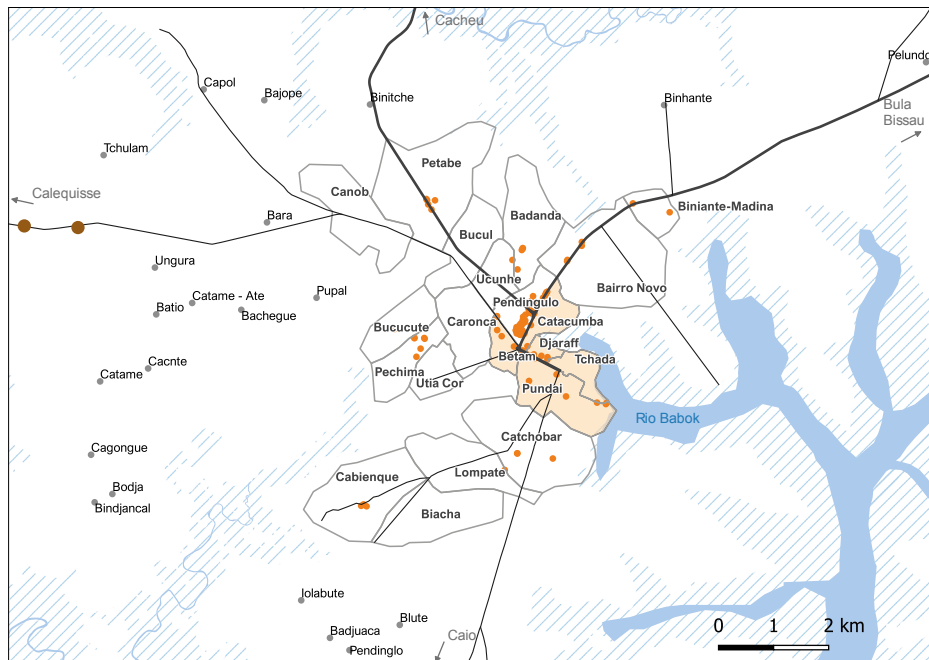 Cacheu
Pelundo
Capol
Bajope
Binitche
Binhante
Bula
Bissau
Tchulam
Petabe
Canob
Calequisse
Biniante-Madina
Bara
Badanda
Bucul
Ungura
Ucunhe
Bairro Novo
Catame - Ate
Pupal
Pendingulo
Batio
Bachegue
Caronca
Catacumba
Bucucute
Djaraff
Betam
Tchada
Cacnte
Pechima
Catame
Utia Cor
Pundai
Rio Babok
Catchobar
Cagongue
Lompate
Cabienque
Bodja
Bindjancal
Biacha
Iolabute
Blute
Badjuaca
Caio
Pendinglo
0 1 2 km